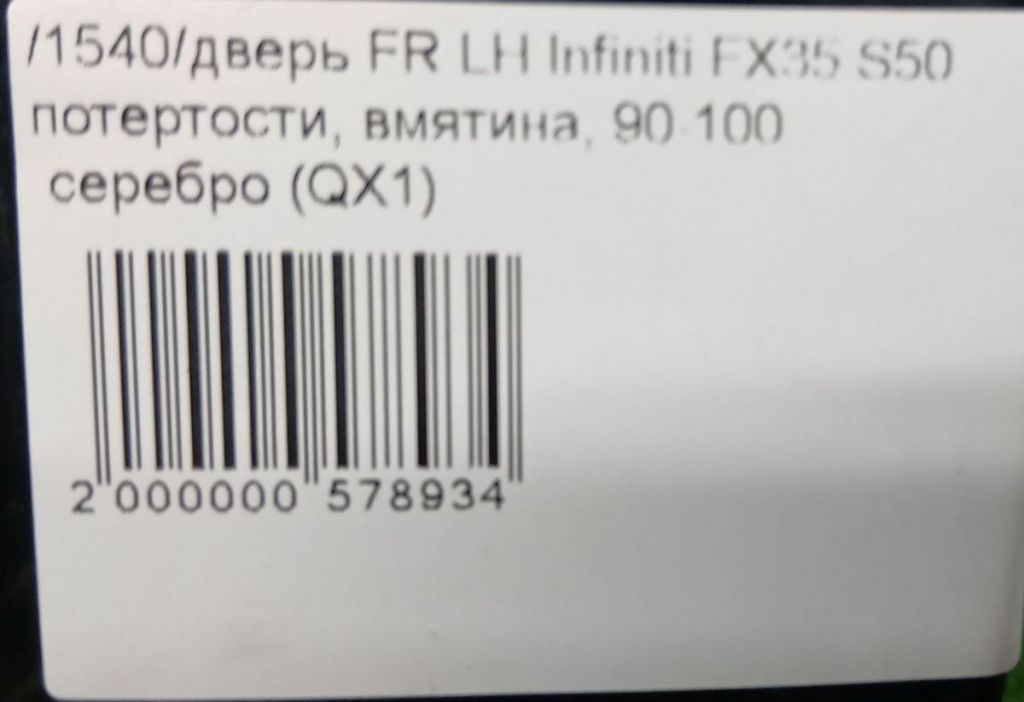 /1540/дверь FR LH Infiniti FX35 S50
потертости, вмятина, 90-100
серебро (QX1)
2 000000 578934